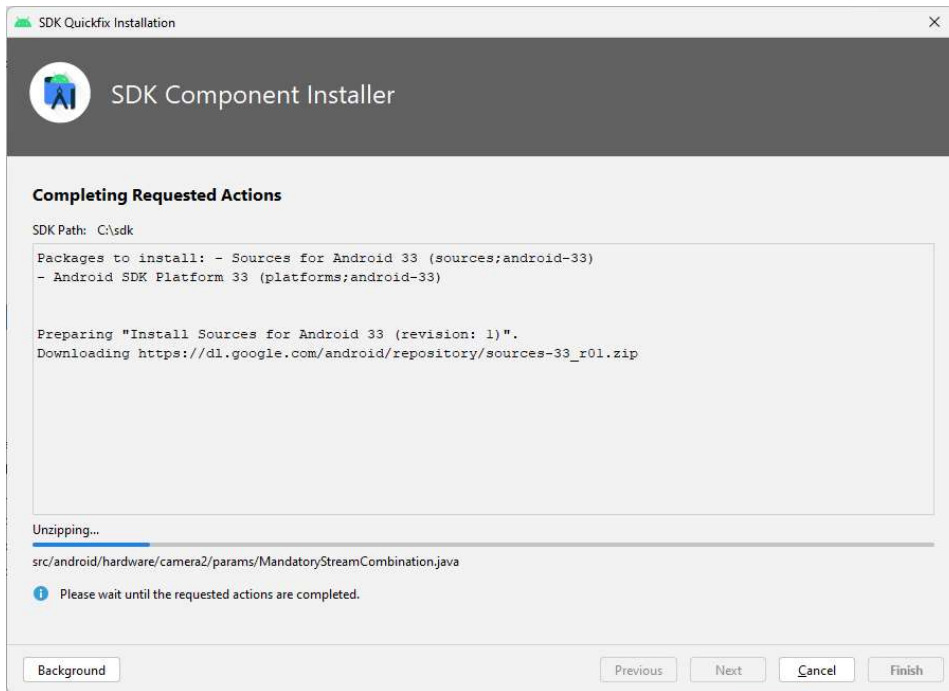 SDK Quickfix Installation
SDK Component Installer
Completing Requested Actions
SDK Path: C:\sdk
Packages to install: - Sources for Android 33 (sources;android-33)
- Android SDK Platform 33 (platforms;android-33)
Preparing "Install Sources for Android 33 (revision: 1)".
Downloading https://dl.google.com/android/repository/sources-33_r01.zip
Unzipping...
src/android/hardware/camera2/params/MandatoryStreamCombination.java
Please wait until the requested actions are completed.
Background Previous Next Cancel Finish